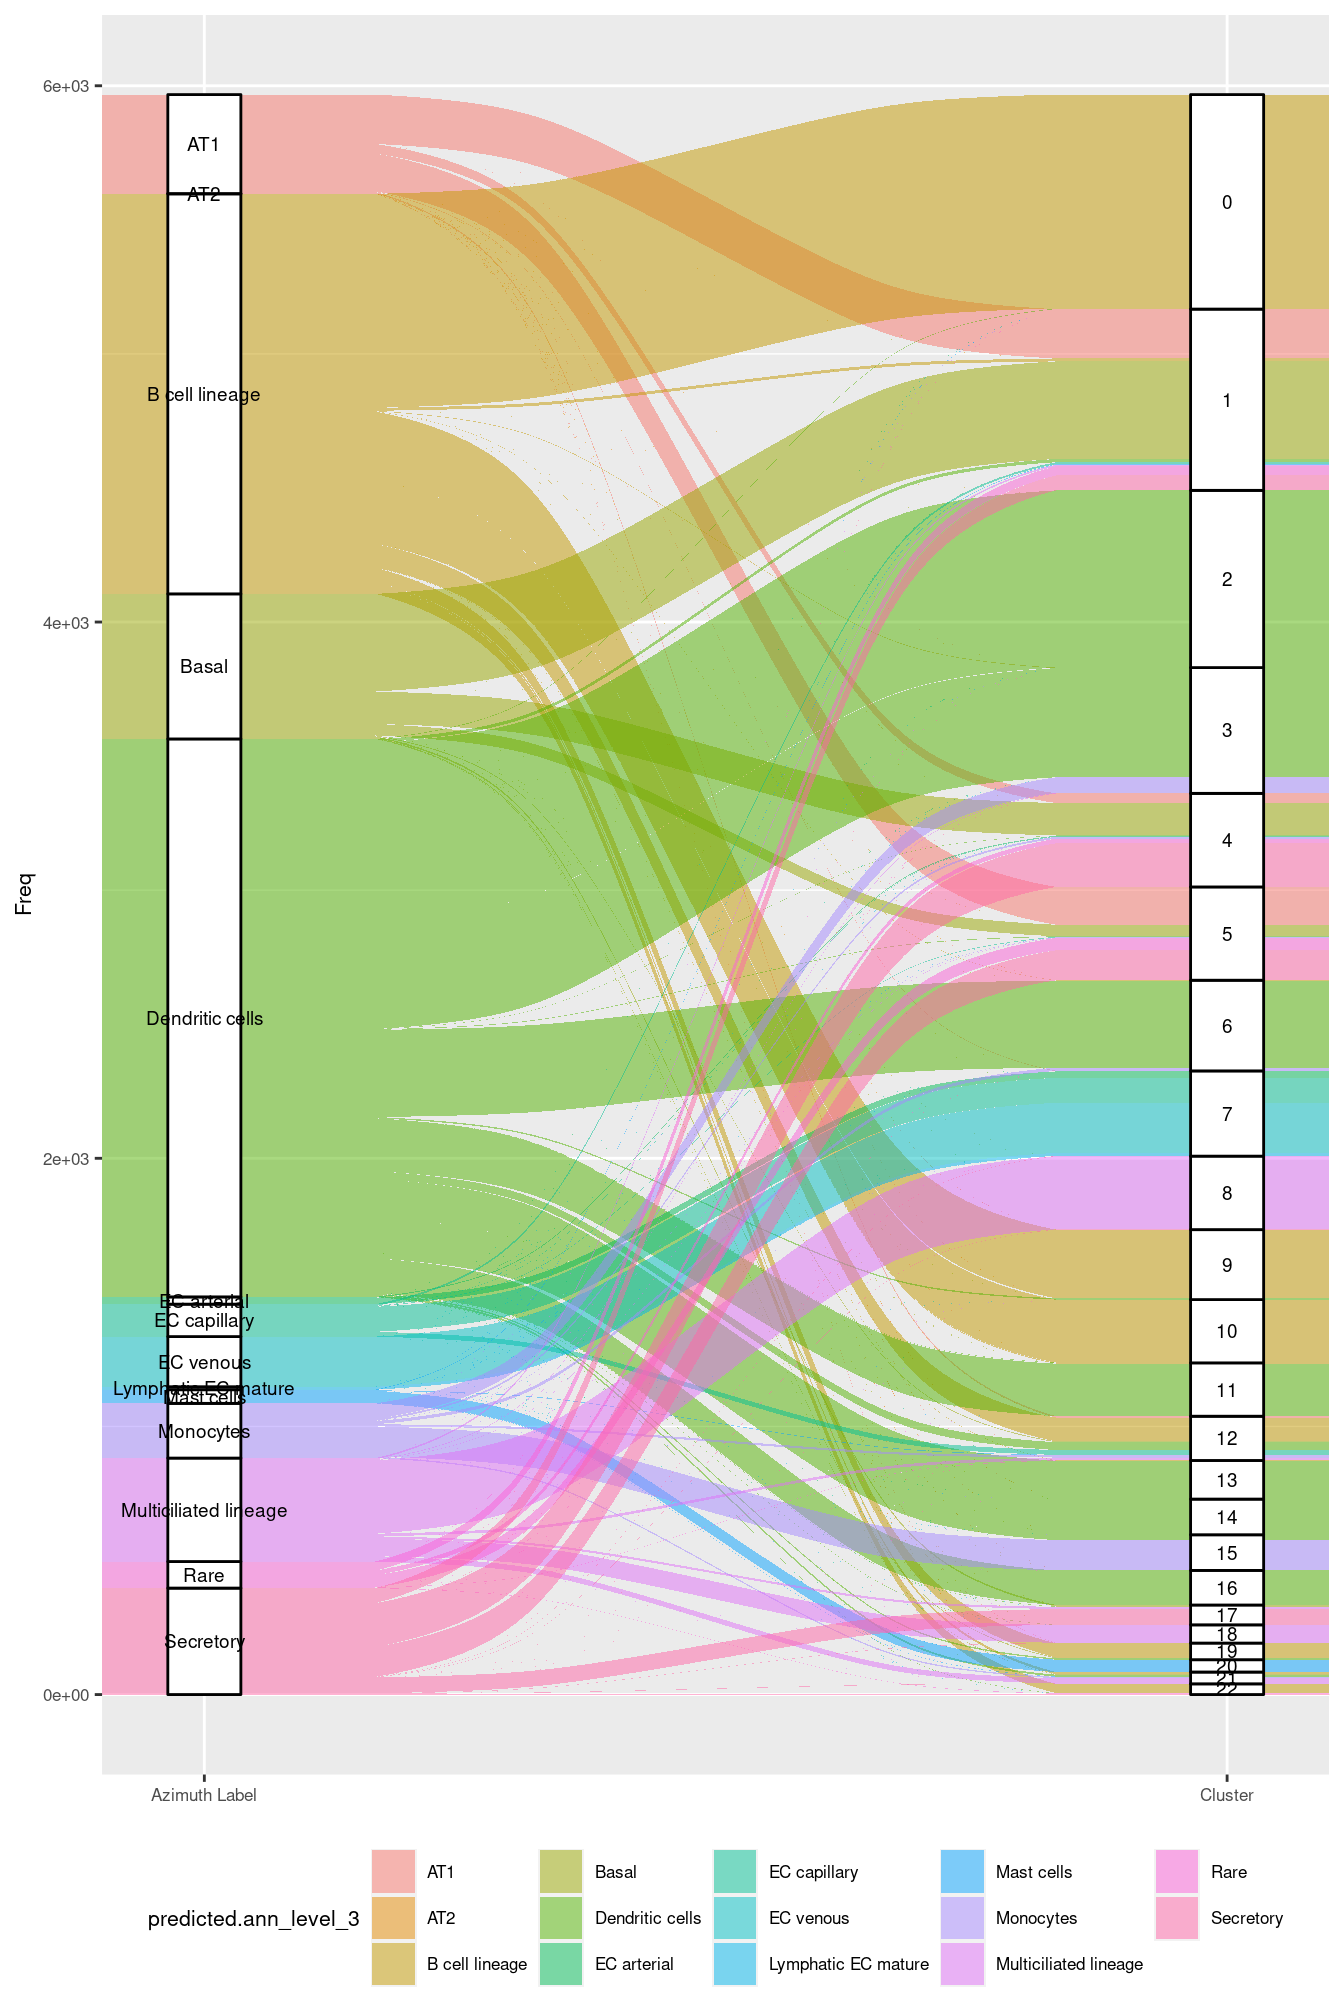 6e+03
4e+03
2e+03
0e+00
Freq
AT1
AT2
B cell lineage
Basal
Dendritic cells
EC arterial
EC capillary
EC venous
Lymphatic EC mature
Mast cells
Monocytes
Multiciliated lineage
Rare
Secretory
0
1
2
3
4
5
6
7
8
9
10
11
12
13
14
15
16
17
18
19
20
21
22
Azimuth Label
Cluster
predicted.ann_level_3
AT1
AT2
B cell lineage
Basal
Dendritic cells
EC arterial
EC capillary
EC venous
Lymphatic EC mature
Mast cells
Monocytes
Multiciliated lineage
Rare
Secretory